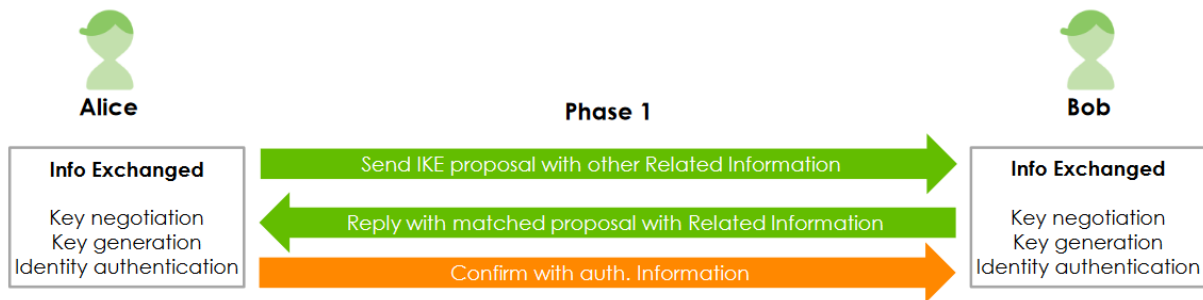 Alice
Phase 1
Bob
Info Exchanged
Key negotiation
Key generation
Identity authentication
Send IKE proposal with other Related Information
Reply with matched proposal with Related Information
Confirm with auth. Information
Info Exchanged
Key negotiation
Key generation
Identity authentication